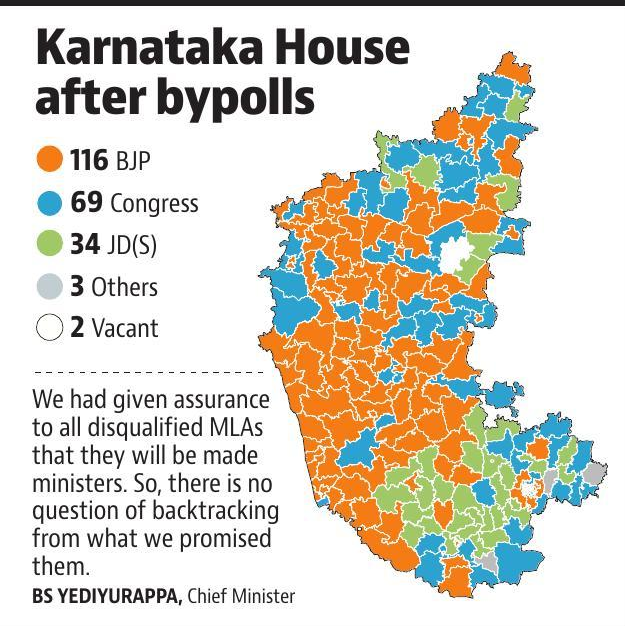 Karnataka House
after bypolls
116 BJP
69 Congress
34 JD(S)
3 Others
2 Vacant
We had given assurance
to all disqualified MLAs
that they will be made
ministers. So, there is no
question of backtracking
from what we promised
them.
BS YEDIYURAPPA, Chief Minister